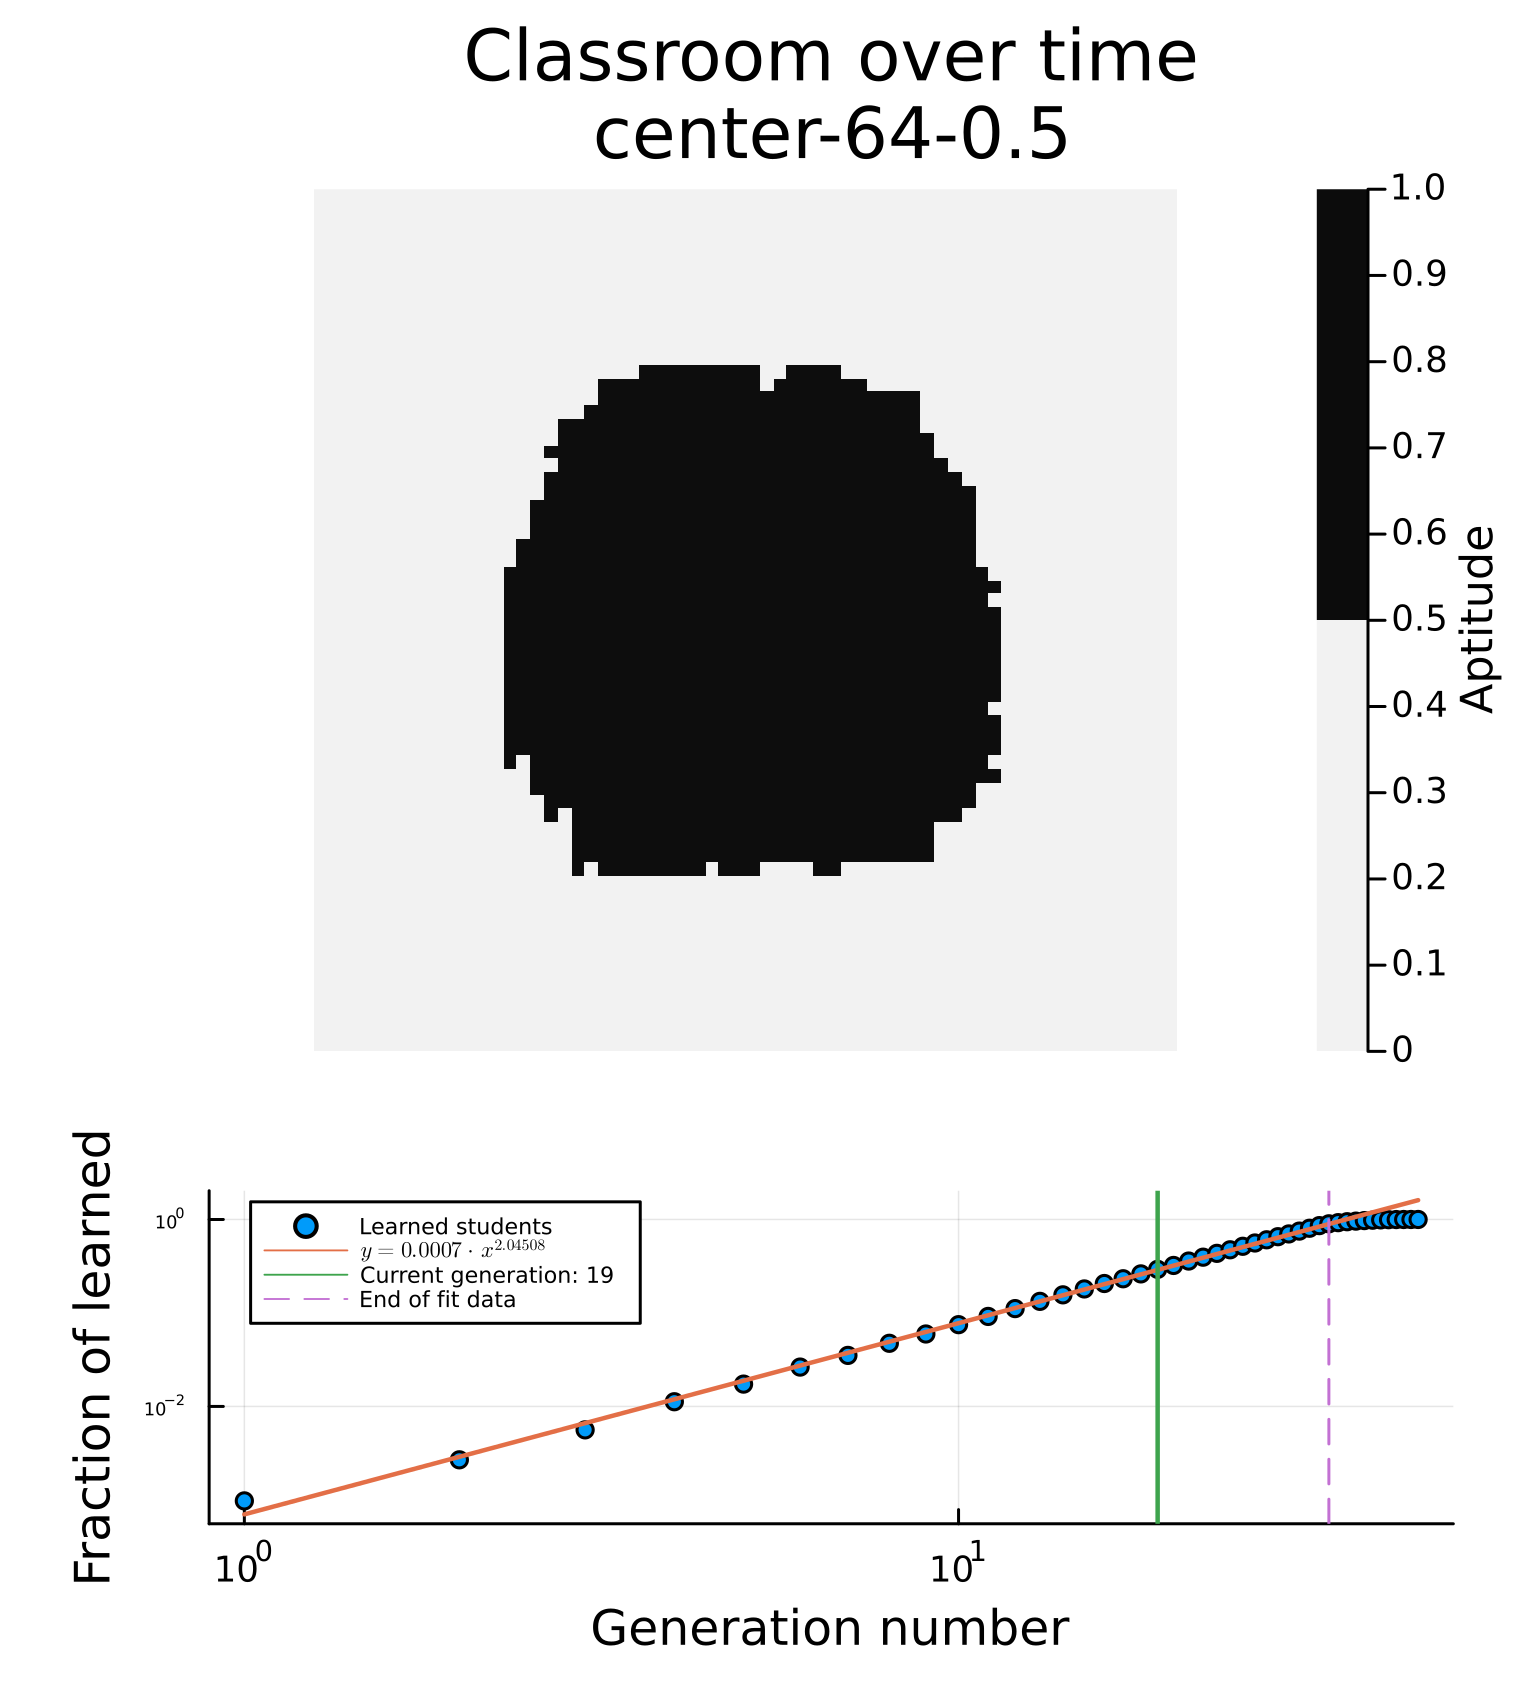 Classroom over time
center-64-0.5
1.0
0.9
0.8
0.7
0.6
0.5
0.4
0.3
0.2
0.1
0
Aptitude
Fraction of learned
10⁰
10⁻²
Learned students
y = 0.0007 · x^{2.04508}
Current generation: 19
End of fit data
10⁰
10¹
Generation number